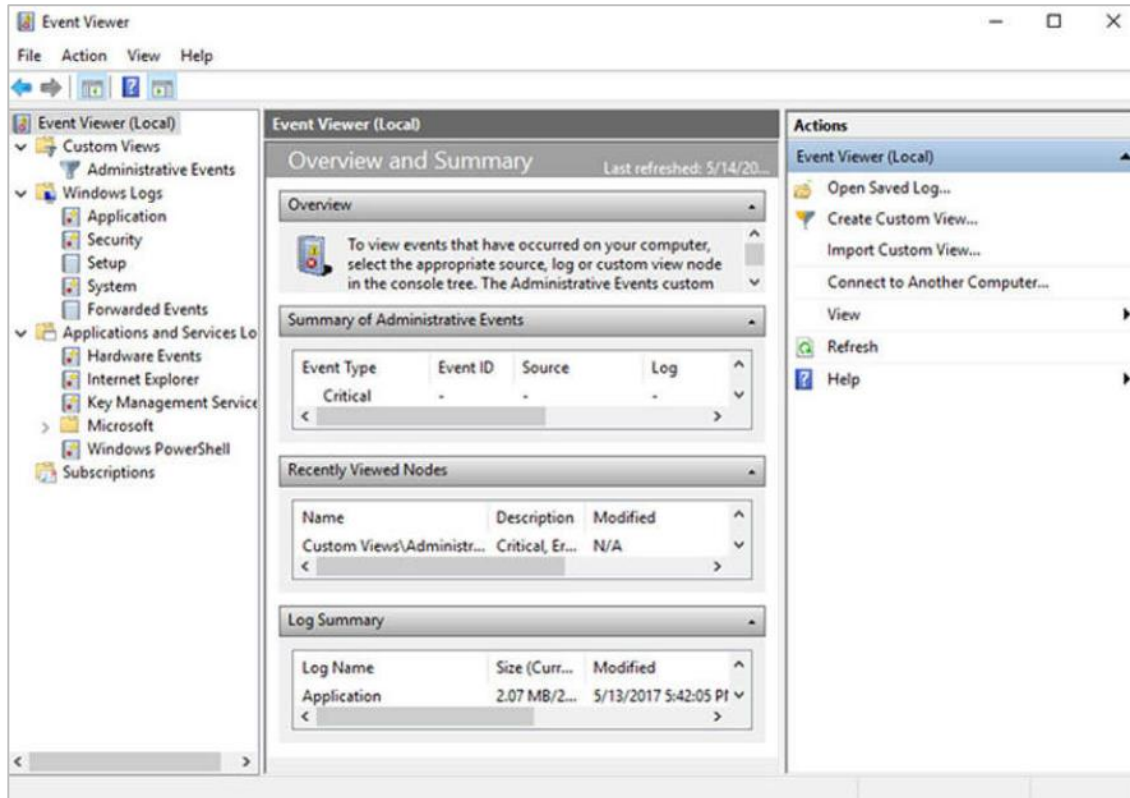 Event Viewer
File Action View Help
Event Viewer (Local)
Custom Views
Administrative Events
Windows Logs
Application
Security
Setup
System
Forwarded Events
Applications and Services Lo
Hardware Events
Internet Explorer
Key Management Service
Microsoft
Windows PowerShell
Subscriptions
Event Viewer (Local)
Overview and Summary Last refreshed: 5/14/20...
Overview
To view events that have occurred on your computer,
select the appropriate source, log or custom view node
in the console tree. The Administrative Events custom
Summary of Administrative Events
Event Type Event ID Source Log
Critical - - -
Recently Viewed Nodes
Name Description Modified
Custom Views\Administr... Critical, Er... N/A
Log Summary
Log Name Size (Curr... Modified
Application 2.07 MB/2... 5/13/2017 5:42:05 PM
Actions
Event Viewer (Local)
Open Saved Log...
Create Custom View...
Import Custom View...
Connect to Another Computer...
View
Refresh
Help